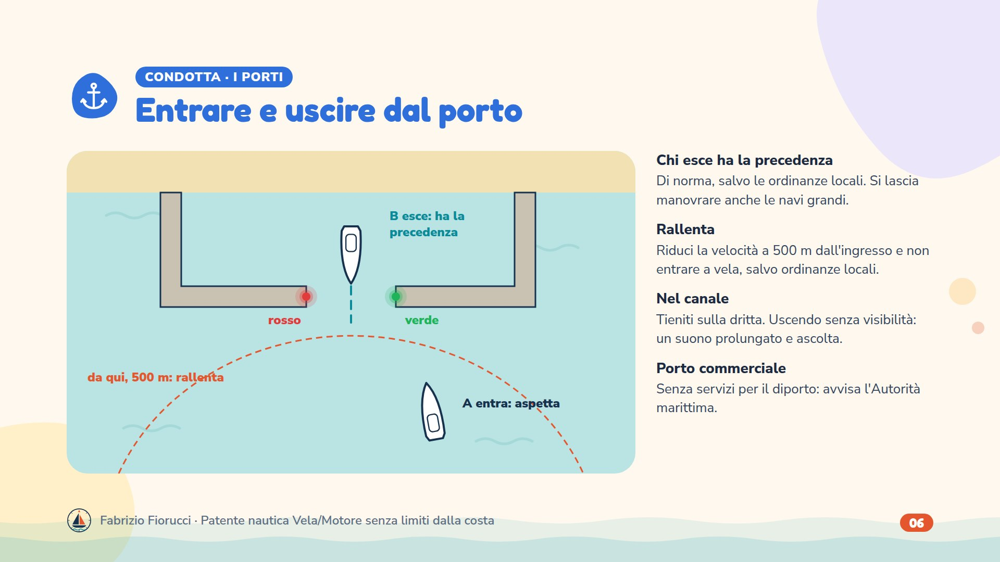 CONDOTTA · I PORTI
Entrare e uscire dal porto
B esce: ha la
precedenza
rosso
verde
da qui, 500 m: rallenta
A entra: aspetta
Chi esce ha la precedenza
Di norma, salvo le ordinanze locali. Si lascia
manovrare anche le navi grandi.
Rallenta
Riduci la velocità a 500 m dall'ingresso e non
entrare a vela, salvo ordinanze locali.
Nel canale
Tieniti sulla dritta. Uscendo senza visibilità:
un suono prolungato e ascolta.
Porto commerciale
Senza servizi per il diporto: avvisa l'Autorità
marittima.
Fabrizio Fiorucci · Patente nautica Vela/Motore senza limiti dalla costa
06